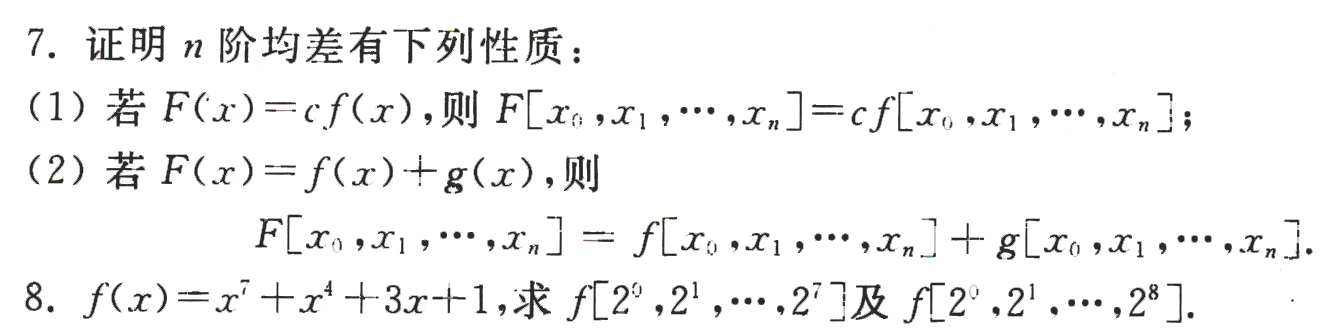 7. 证明 n 阶均差有下列性质:
(1) 若 F(x)=cf(x),则 F[x₀,x₁,⋯,xₙ]=cf[x₀,x₁,⋯,xₙ];
(2) 若 F(x)=f(x)+g(x),则
F[x₀,x₁,⋯,xₙ] = f[x₀,x₁,⋯,xₙ]+g[x₀,x₁,⋯,xₙ].
8. f(x)=x⁷+x⁴+3x+1,求 f[2⁰,2¹,⋯,2⁷]及 f[2⁰,2¹,⋯,2⁸].